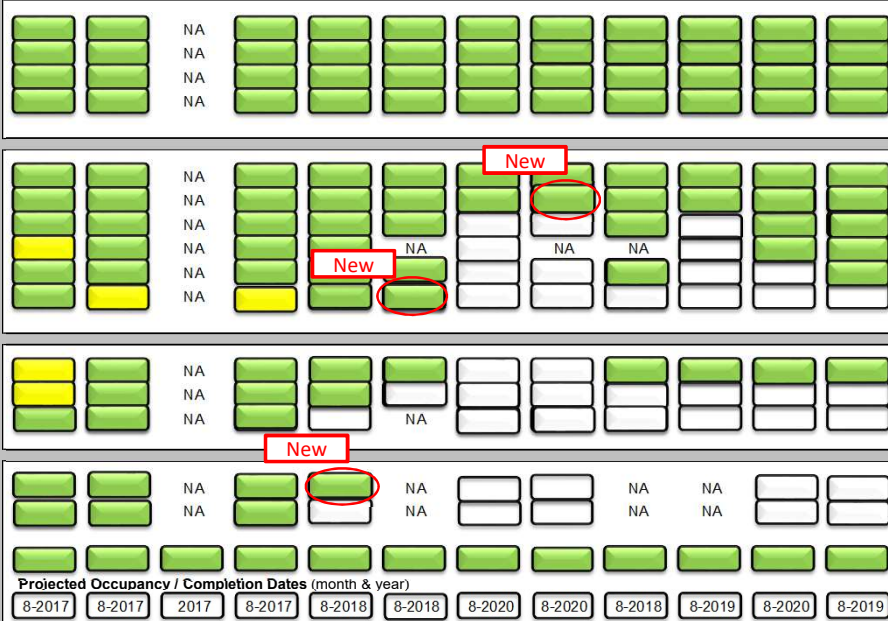 NA
NA
NA
NA
New
NA
NA
NA
NA NA NA NA
New
NA
NA
NA
NA
NA NA
New
NA NA NA NA
NA NA NA NA
Projected Occupancy / Completion Dates (month & year)
8-2017 8-2017 2017 8-2017 8-2018 8-2018 8-2020 8-2020 8-2018 8-2019 8-2020 8-2019